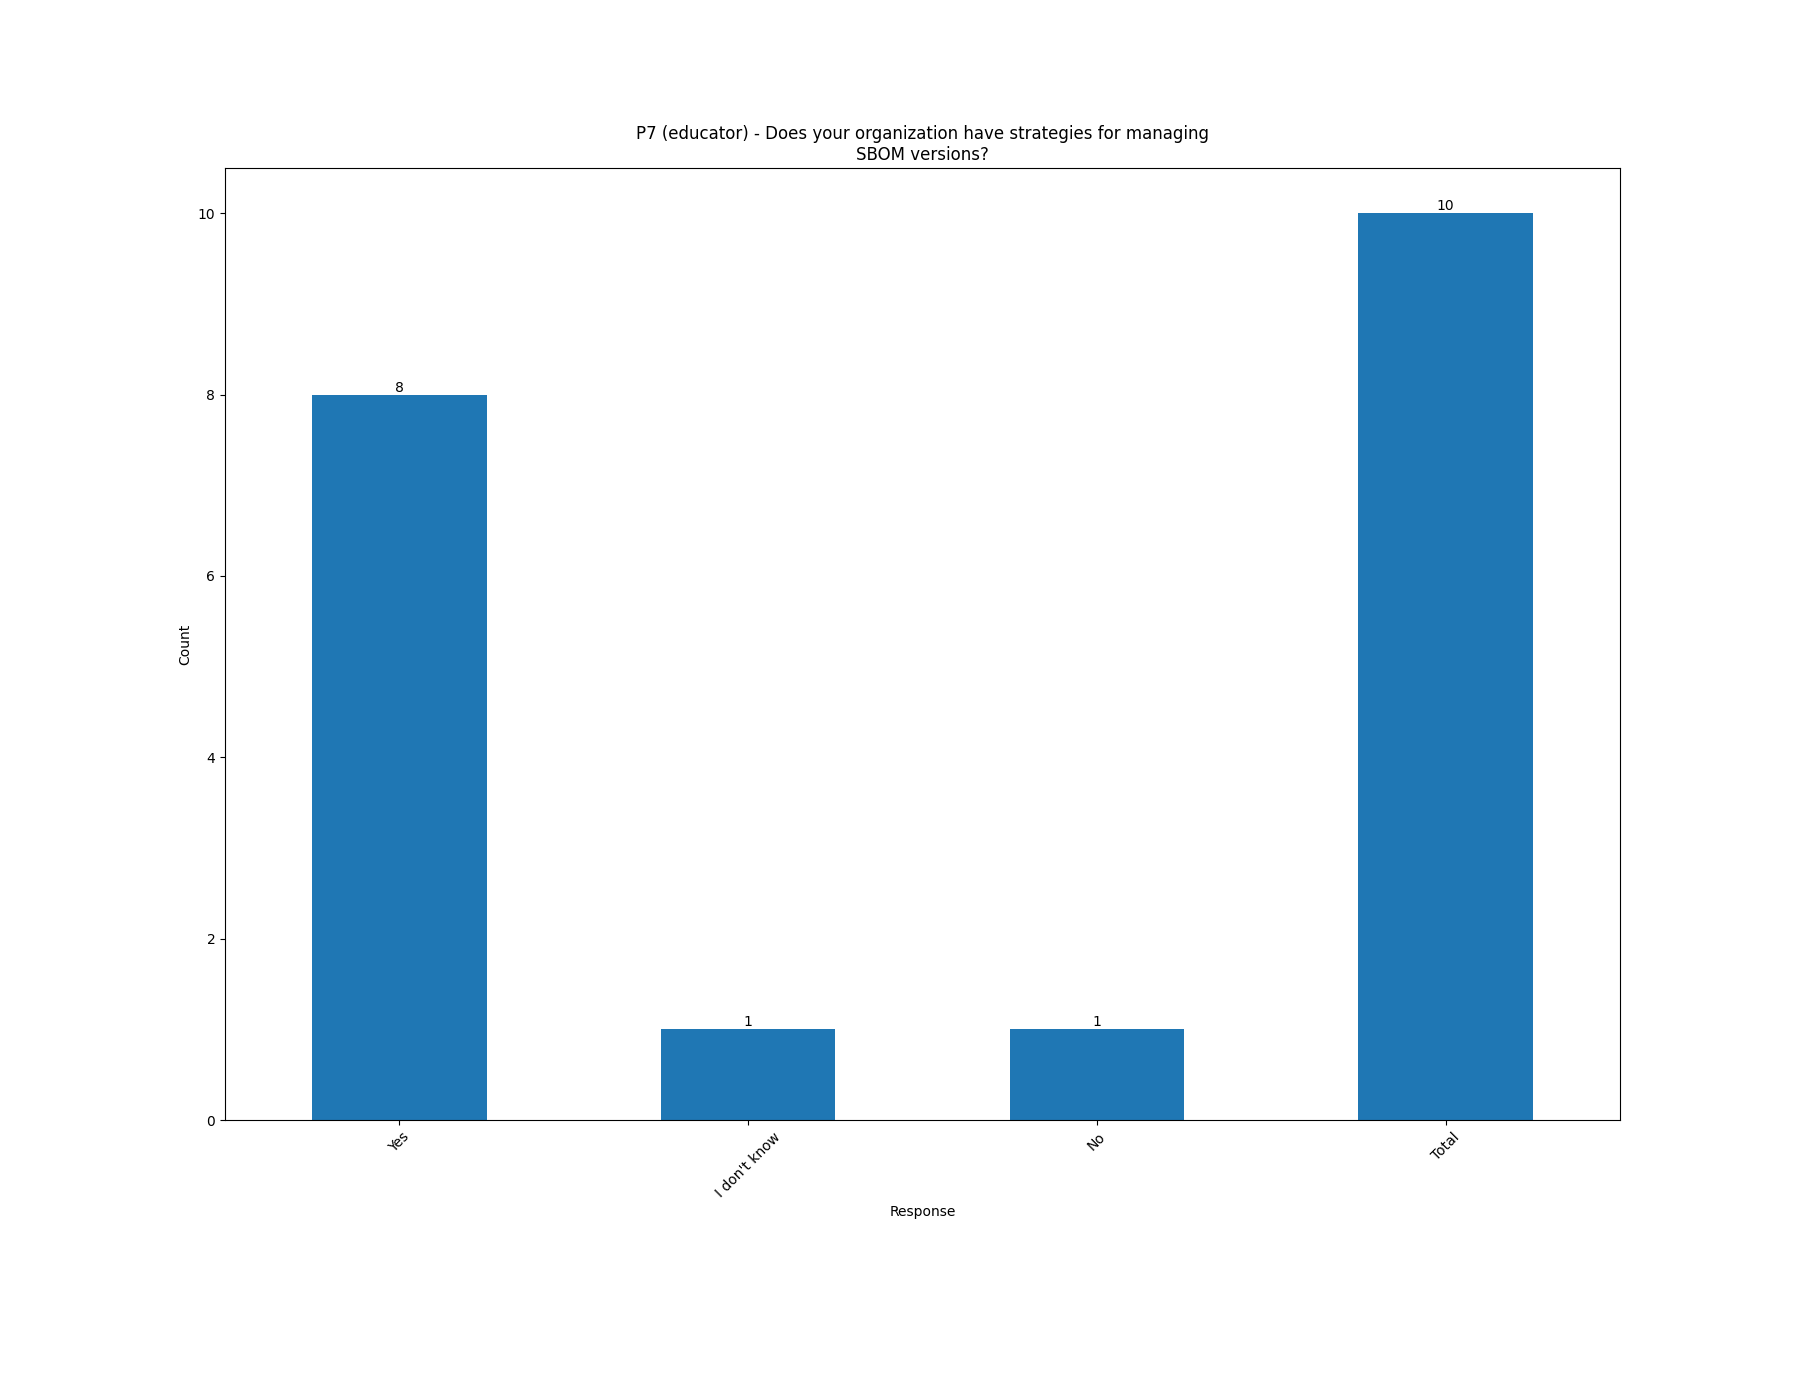 P7 (educator) - Does your organization have strategies for managing
SBOM versions?
10
8
6
4
2
0
Count
8
1
1
10
Yes
I don't know
No
Total
Response